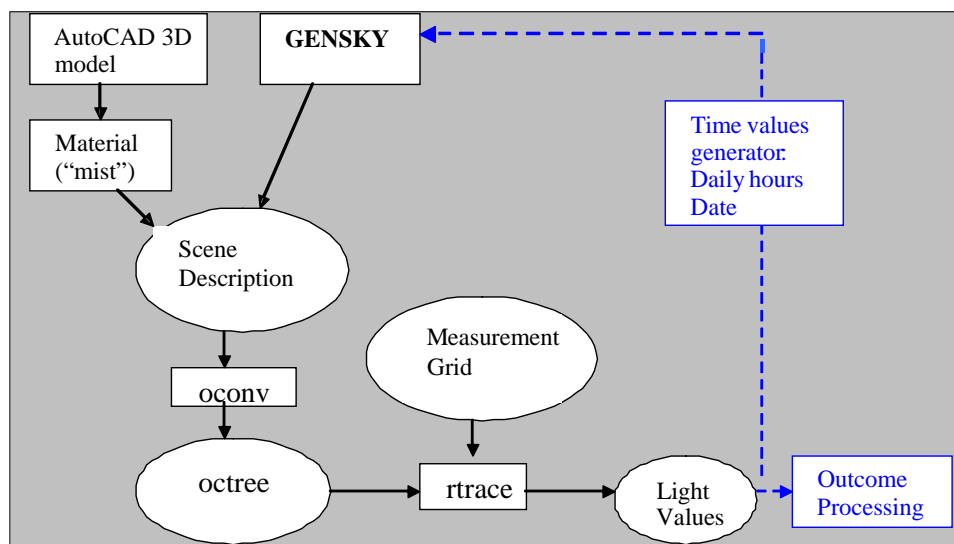 AutoCAD 3D
model
GENSKY
Material
(“mist”)
Time values
generator:
Daily hours
Date
Scene
Description
Measurement
Grid
oconv
octree
rtrace
Light
Values
Outcome
Processing